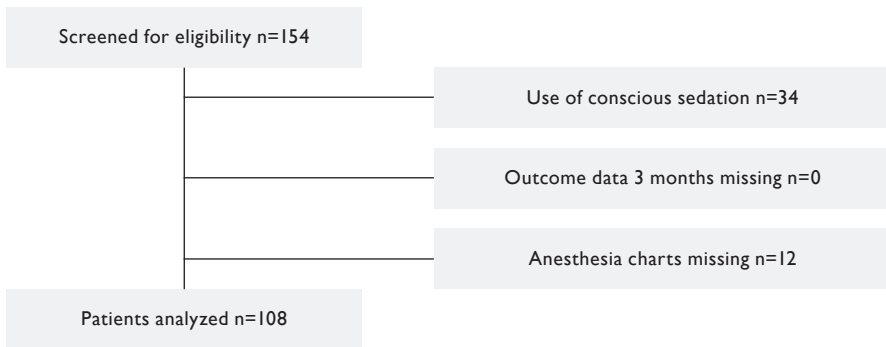 Screened for eligibility n=154
Use of conscious sedation n=34
Outcome data 3 months missing n=0
Anesthesia charts missing n=12
Patients analyzed n=108